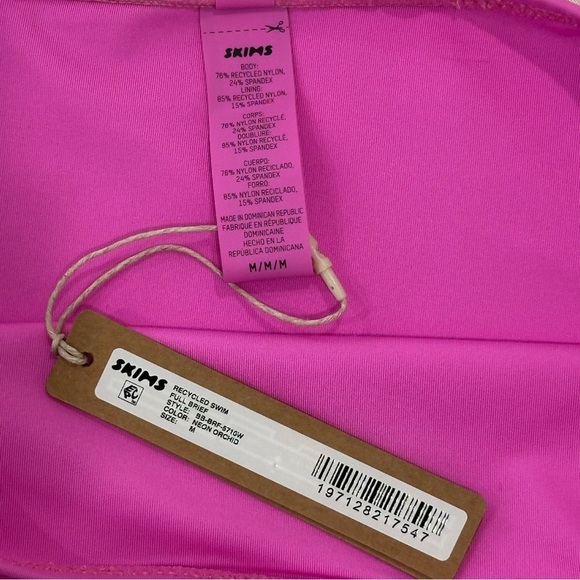 SKIMS
BODY:
76% RECYCLED NYLON,
24% SPANDEX
LINING:
85% RECYCLED NYLON,
15% SPANDEX
CORPS:
76% NYLON RECYCLÉ,
24% SPANDEX
DOUBLURE:
85% NYLON RECYCLÉ,
15% SPANDEX
CUERPO:
76% NYLON RECICLADO,
24% SPANDEX
FORRO:
85% NYLON RECICLADO,
15% SPANDEX
MADE IN DOMINICAN REPUBLIC
FABRIQUÉ EN RÉPUBLIQUE
DOMINICAINE
HECHO EN LA
REPÚBLICA DOMINICANA
M/M/M
SKIMS
RECYCLED SWIM
FULL BRIEF
STYLE: BB-BRF-5710W
COLOR: NEON ORCHID
SIZE: M
197128217547